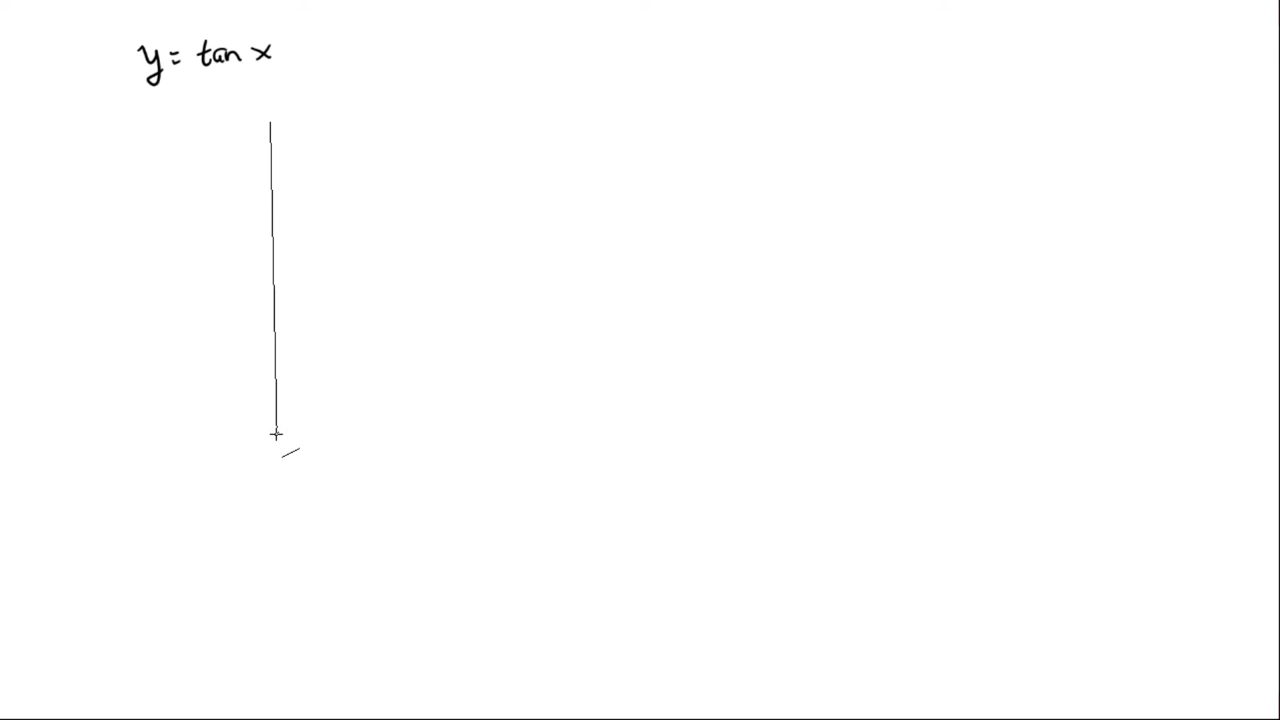 y = tan x